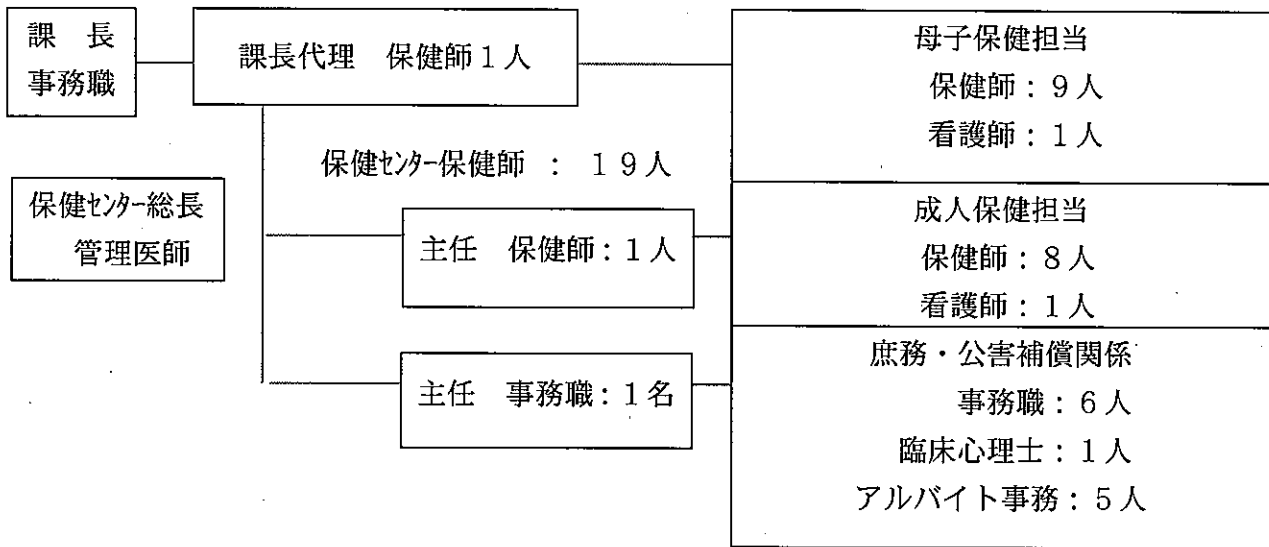 課 長
事務職
課長代理 保健師1人
母子保健担当
保健師:9人
看護師:1人
保健センター保健師 : 19人
保健センター総長
管理医師
主任 保健師:1人
成人保健担当
保健師:8人
看護師:1人
主任 事務職:1名
庶務・公害補償関係
事務職:6人
臨床心理士:1人
アルバイト事務:5人